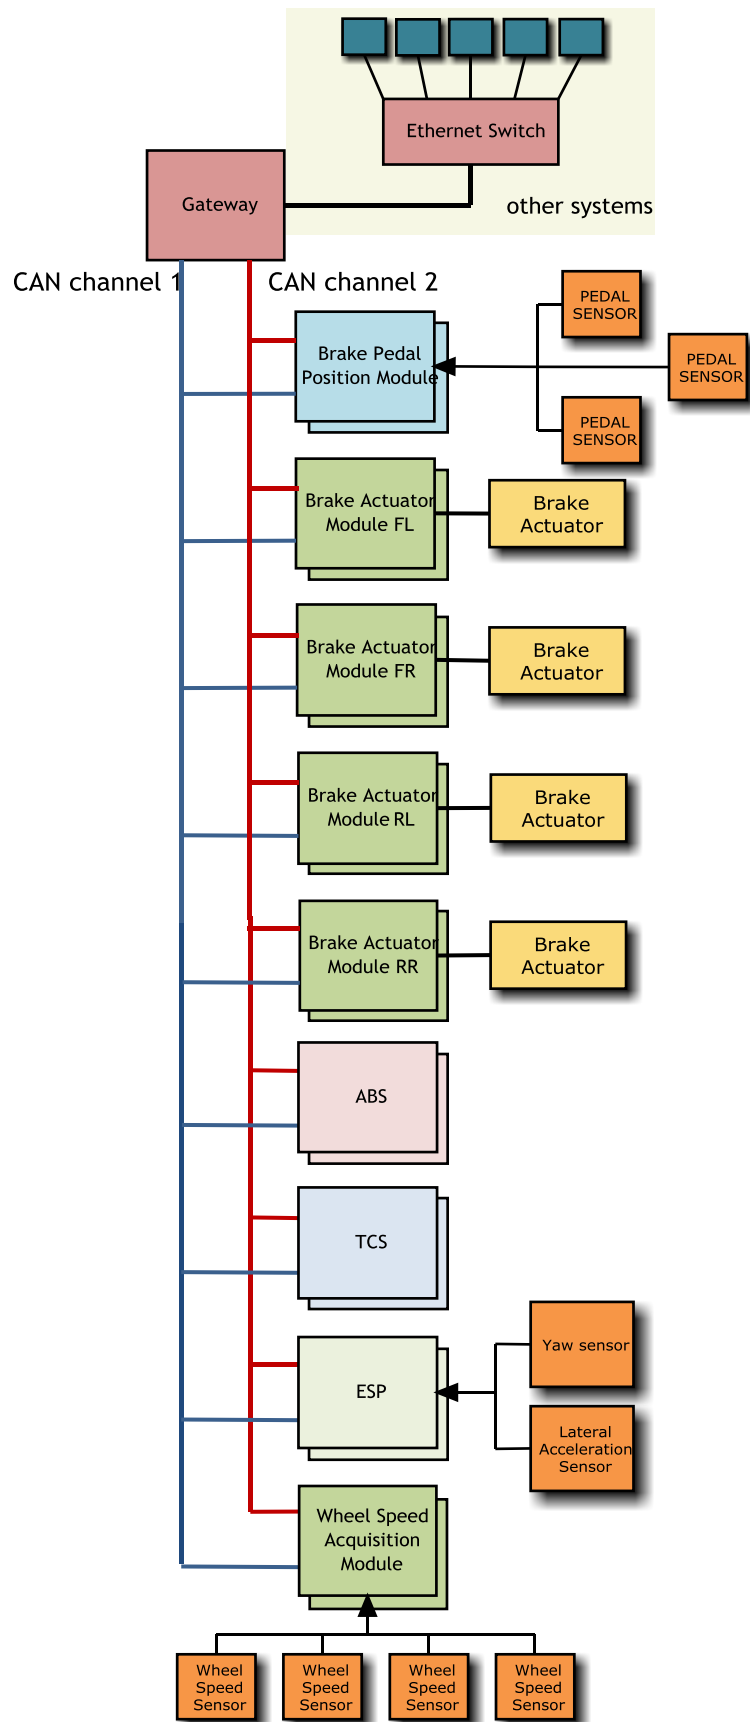 Ethernet Switch
Gateway
other systems
CAN channel 1
CAN channel 2
PEDAL
SENSOR
Brake Pedal
Position Module
PEDAL
SENSOR
PEDAL
SENSOR
Brake Actuator
Module FL
Brake
Actuator
Brake Actuator
Module FR
Brake
Actuator
Brake Actuator
Module RL
Brake
Actuator
Brake Actuator
Module RR
Brake
Actuator
ABS
TCS
Yaw sensor
ESP
Lateral
Acceleration
Sensor
Wheel Speed
Acquisition
Module
Wheel
Speed
Sensor
Wheel
Speed
Sensor
Wheel
Speed
Sensor
Wheel
Speed
Sensor